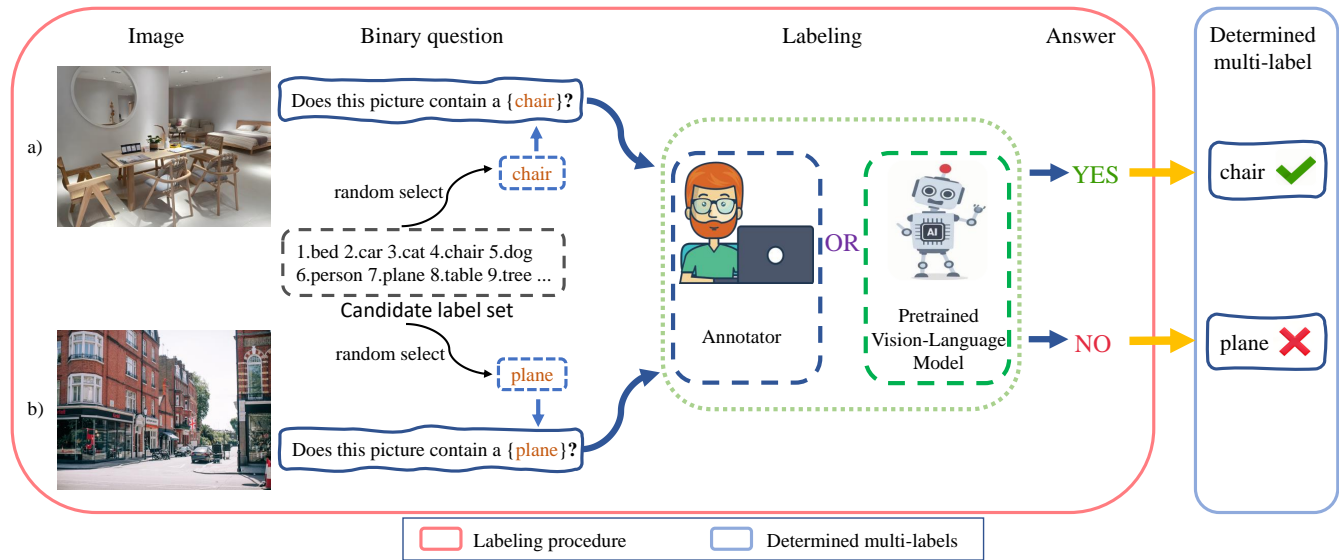 Image
Binary question
Labeling
Answer
Determined
multi-label
a)
Does this picture contain a {chair}?
chair
random select
1.bed 2.car 3.cat 4.chair 5.dog
6.person 7.plane 8.table 9.tree ...
Candidate label set
random select
plane
b)
Does this picture contain a {plane}?
Annotator
OR
AI
Pretrained
Vision-Language
Model
YES
NO
chair
plane
Labeling procedure
Determined multi-labels